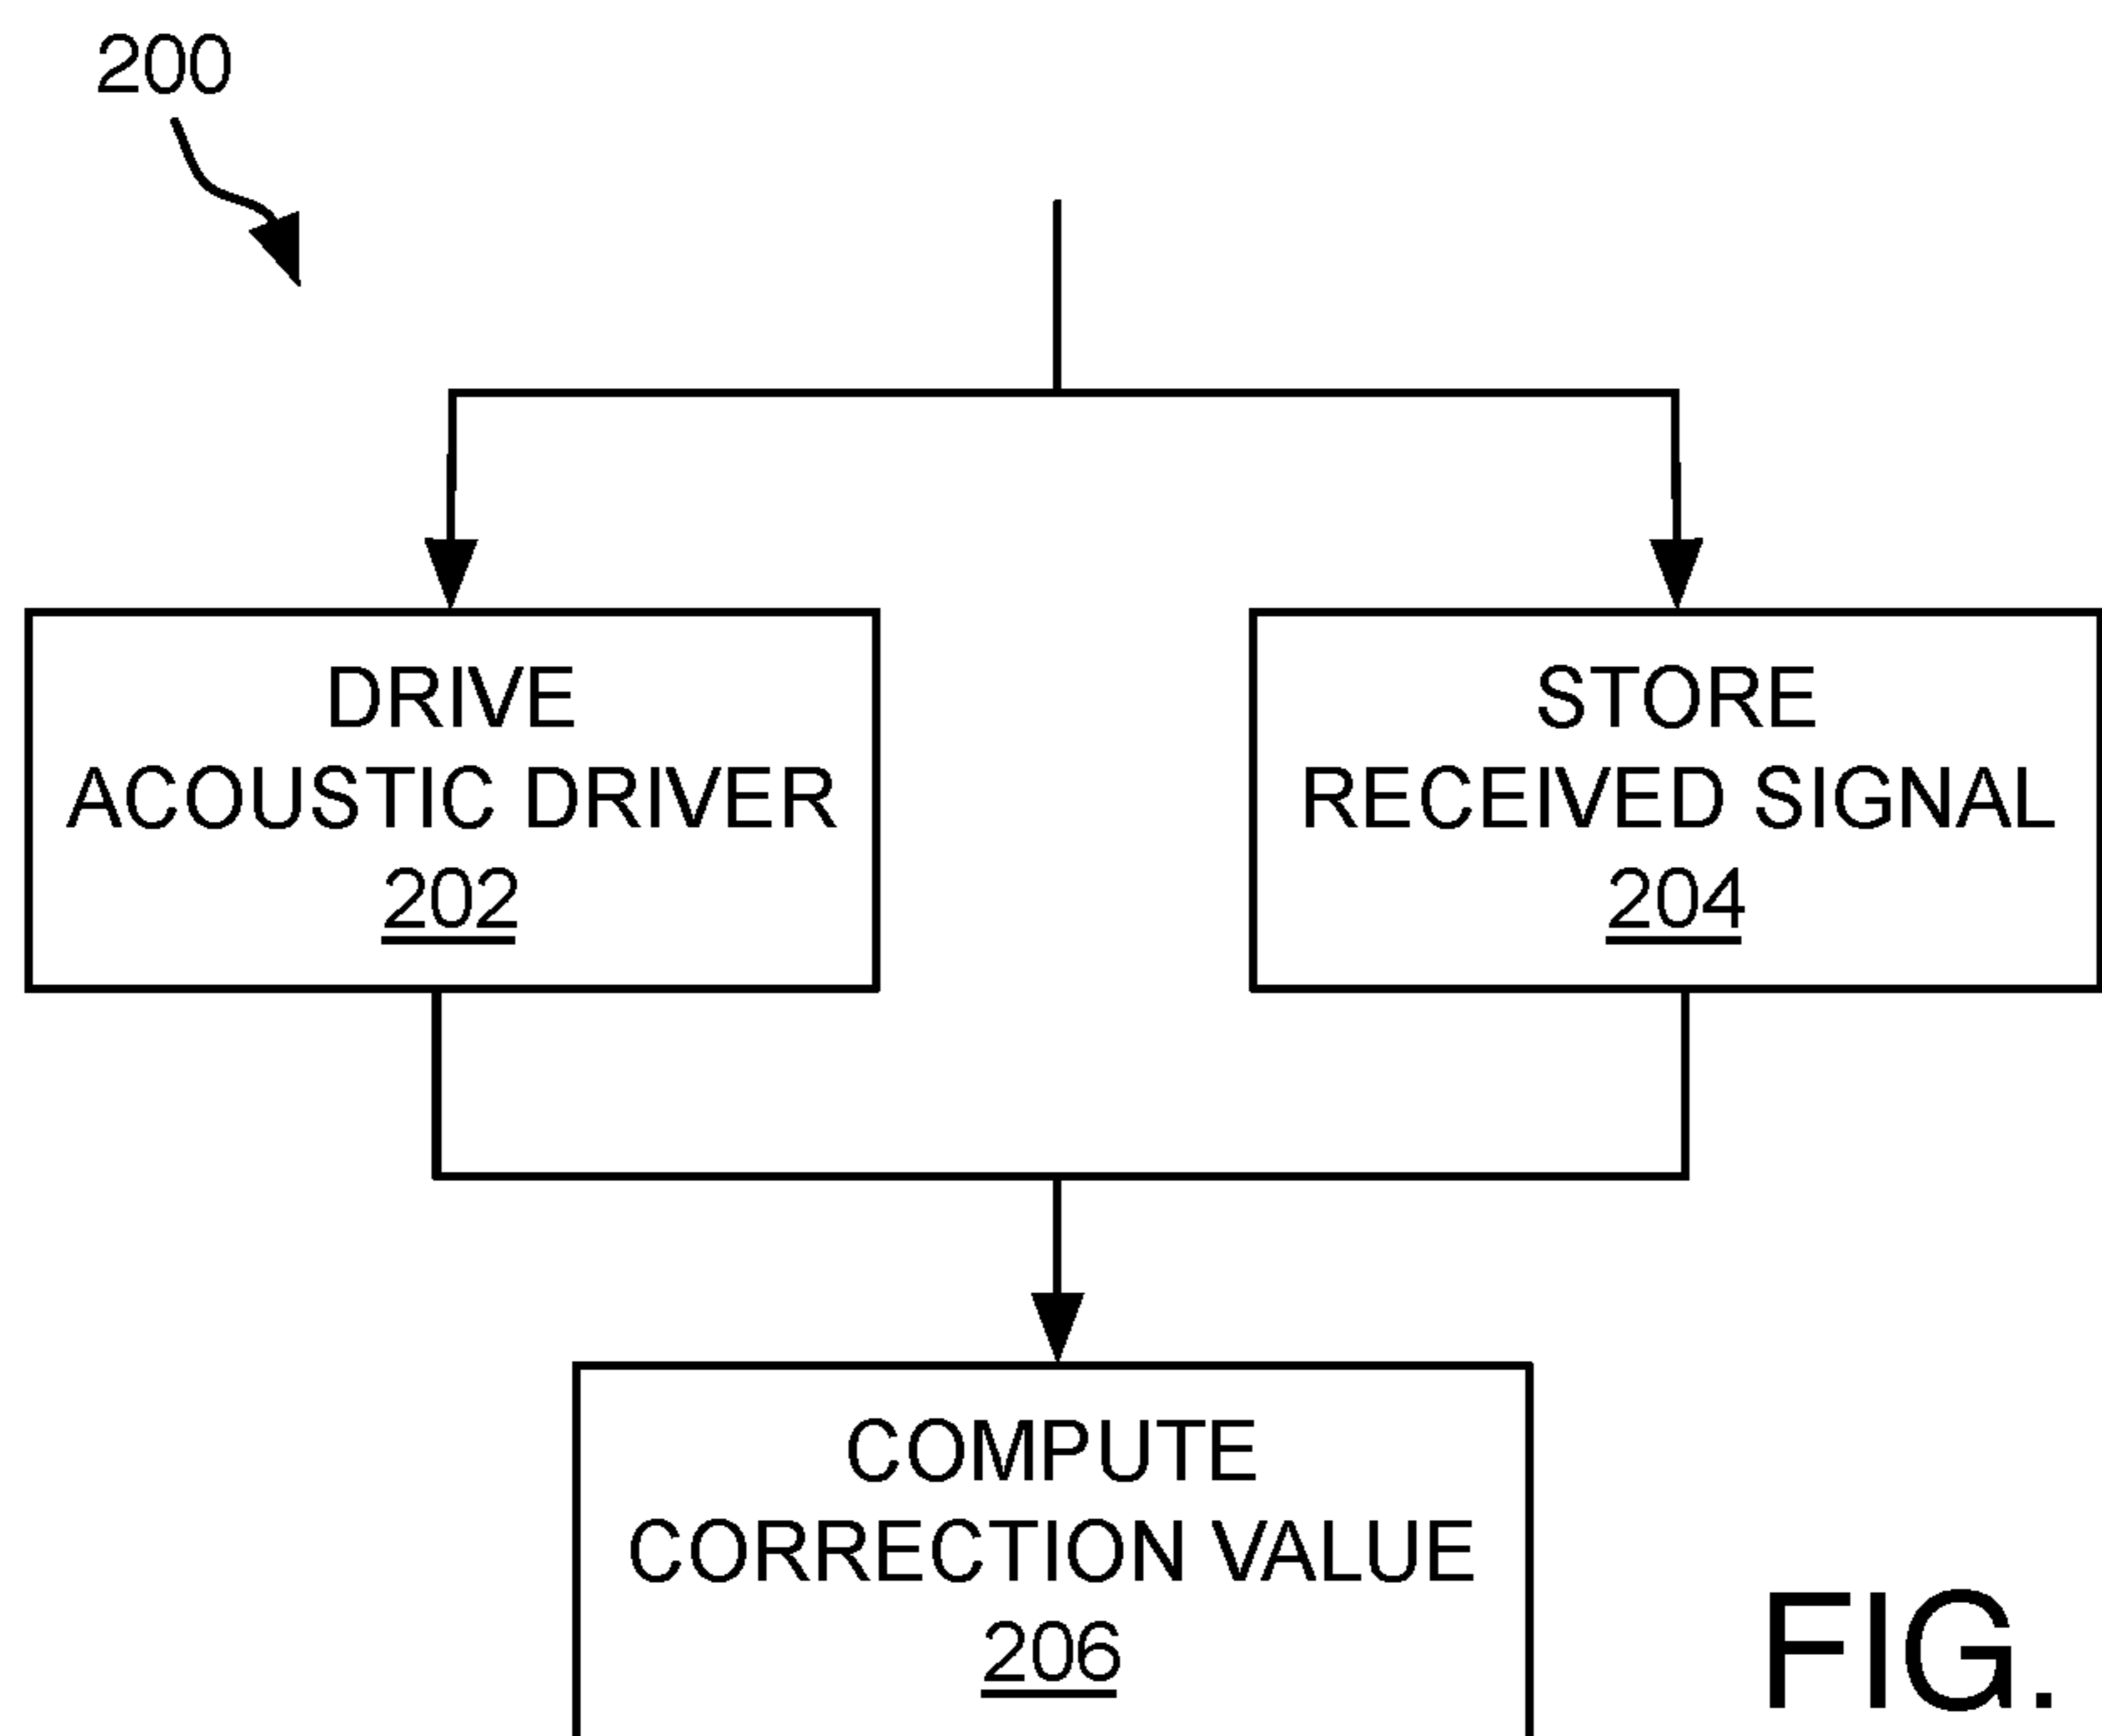 200
DRIVE
ACOUSTIC DRIVER
202
STORE
RECEIVED SIGNAL
204
COMPUTE
CORRECTION VALUE
206
FIG.